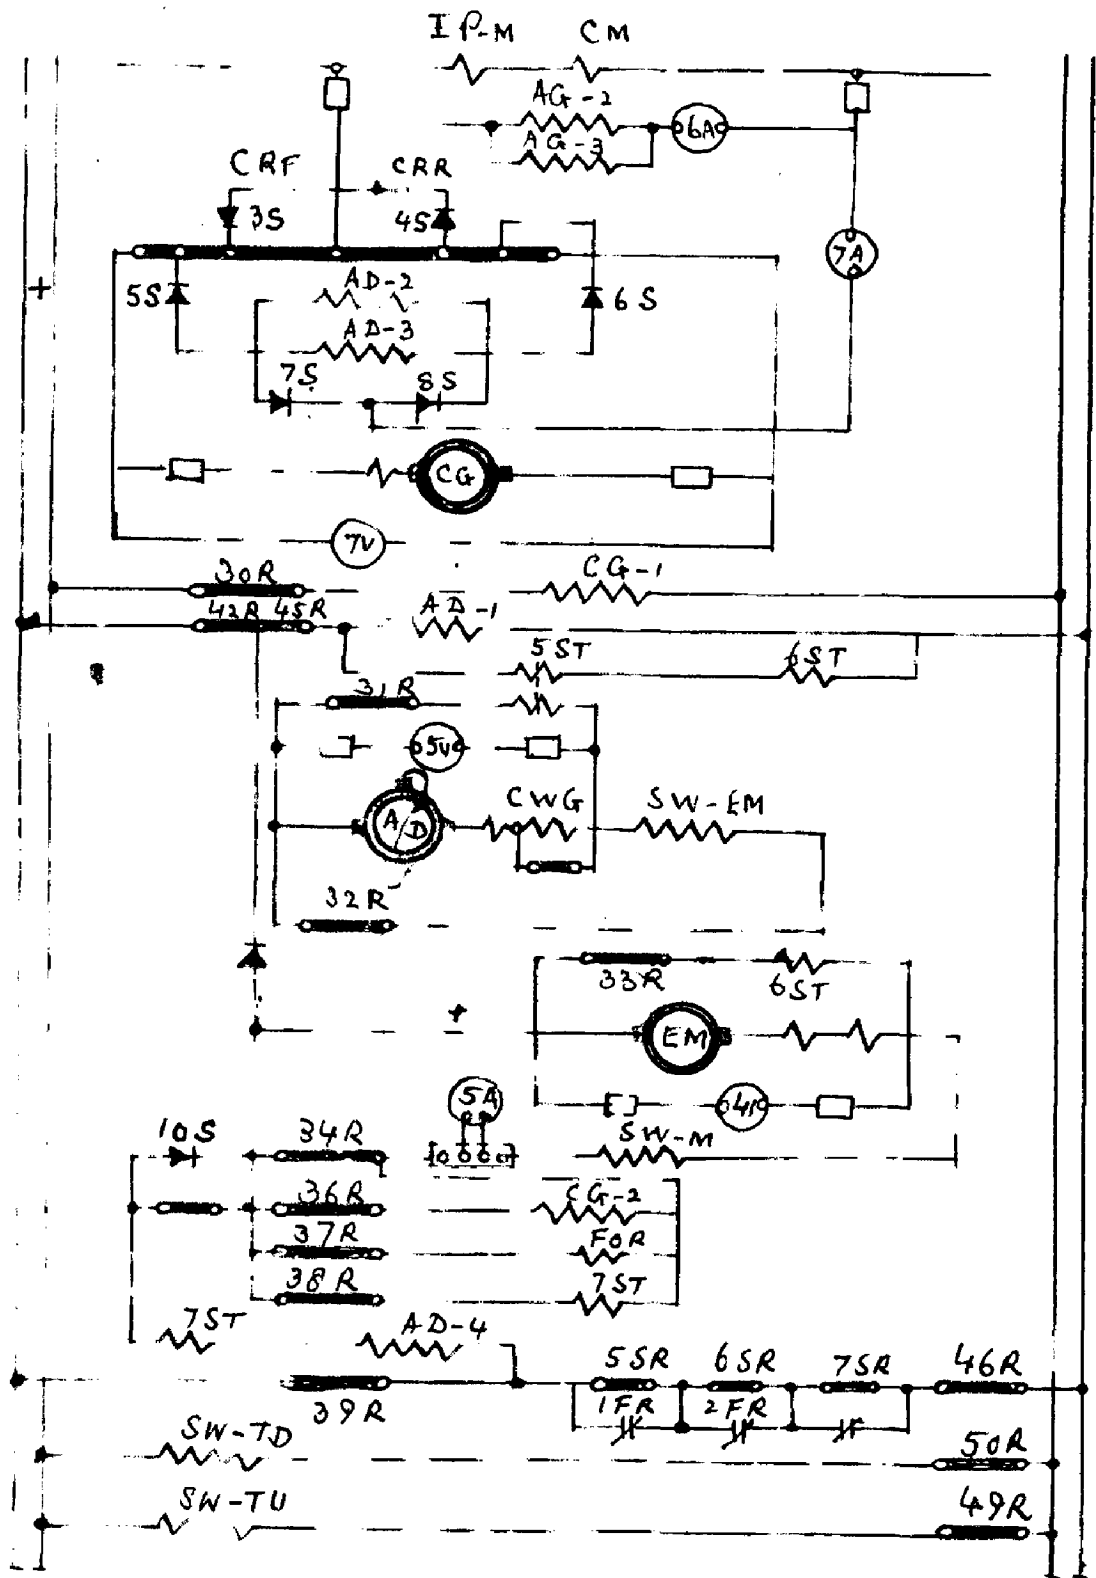 IP-M CM
AG-2
6A
AG-3
CRF CRR
3S 4S
7A
+ AD-2
5S 6S
AD-3
7S 8S
CG
7V
30R CG-1
42R 45R AD-1
5ST 6ST
31R
5V
CWG SW-EM
A/D
32R
33R 6ST
+
EM
5A
10S 34R SW-M
36R CG-2
37R FOR
38R 7ST
7ST AD-4
5SR 6SR 7SR 46R
39R 1FR 2FR
SW-TD 50R
SW-TU 49R